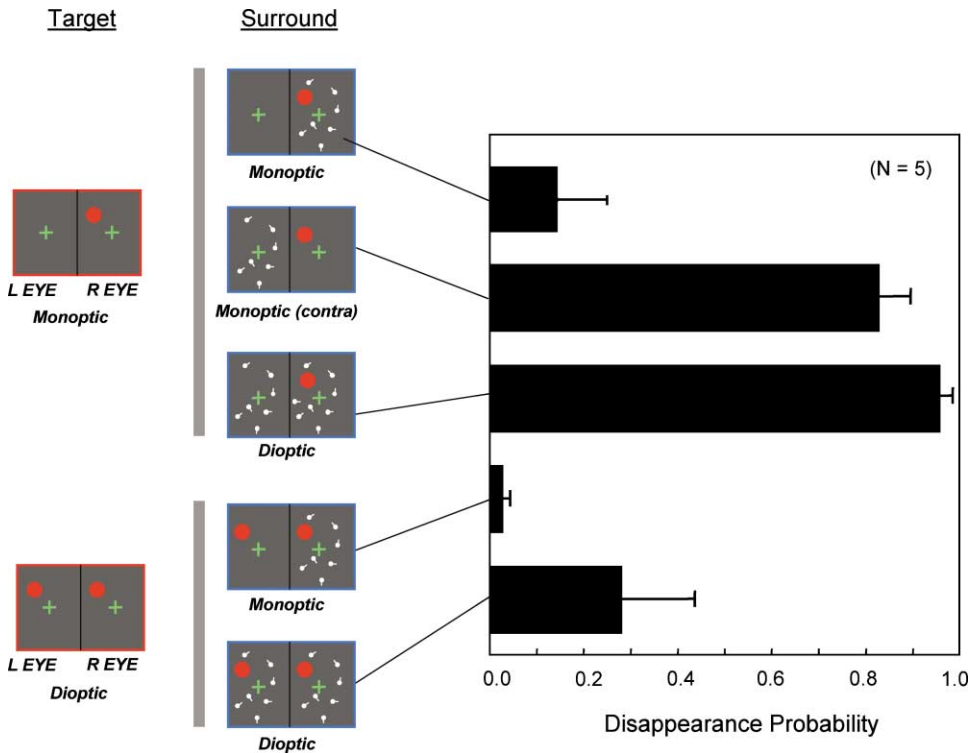 Target
Surround
Monoptic
(N = 5)
L EYE R EYE
Monoptic
Monoptic (contra)
Dioptic
Monoptic
L EYE R EYE
Dioptic
Dioptic
0.0 0.2 0.4 0.6 0.8 1.0
Disappearance Probability